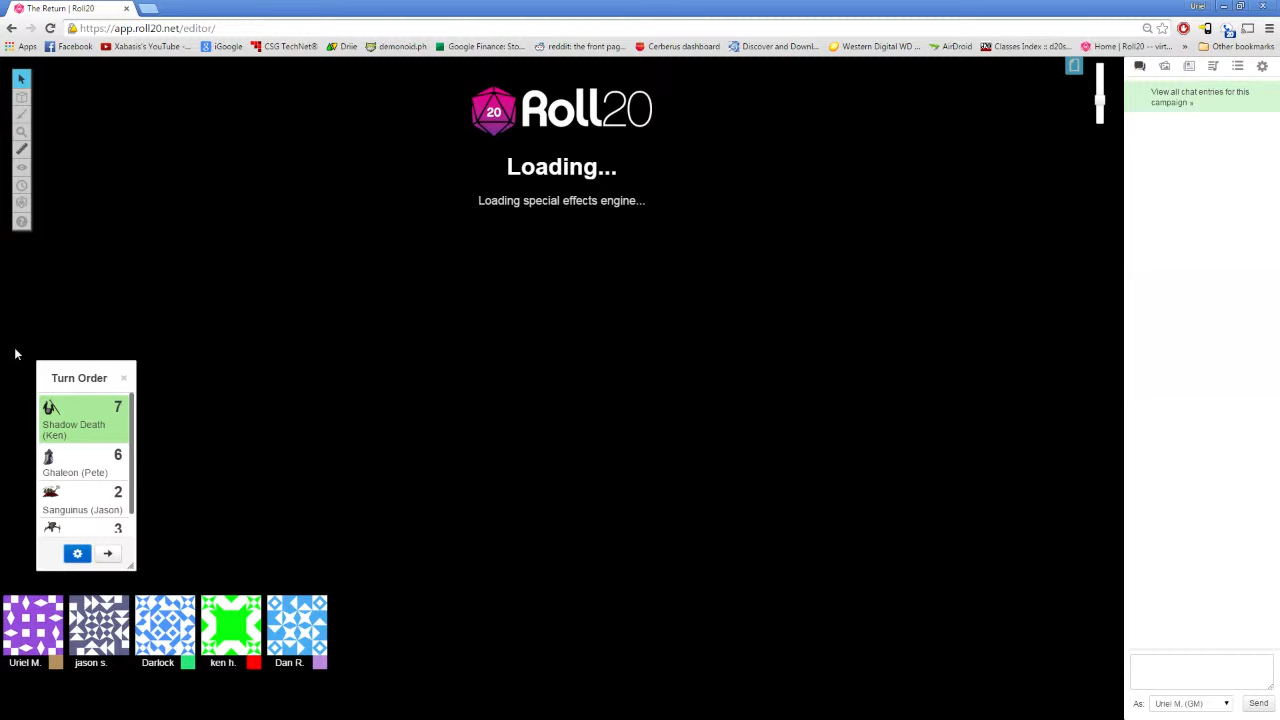 The Return | Roll20
Uriel
https://app.roll20.net/editor/
Apps Facebook Xabasis's YouTube -... iGoogle CSG TechNet® Driie demonoid.ph Google Finance: Sto... reddit: the front pag... Cerberus dashboard Discover and Downl... Western Digital WD ... AirDroid Classes Index :: d20s... Home | Roll20 -- virt... » Other bookmarks
20 Roll20
Loading...
Loading special effects engine...
View all chat entries for this
campaign »
Turn Order
7
Shadow Death
(Ken)
6
Ghaleon (Pete)
2
Sanguinus (Jason)
3
Uriel M. jason s. Darlock ken h. Dan R.
As: Uriel M. (GM) Send